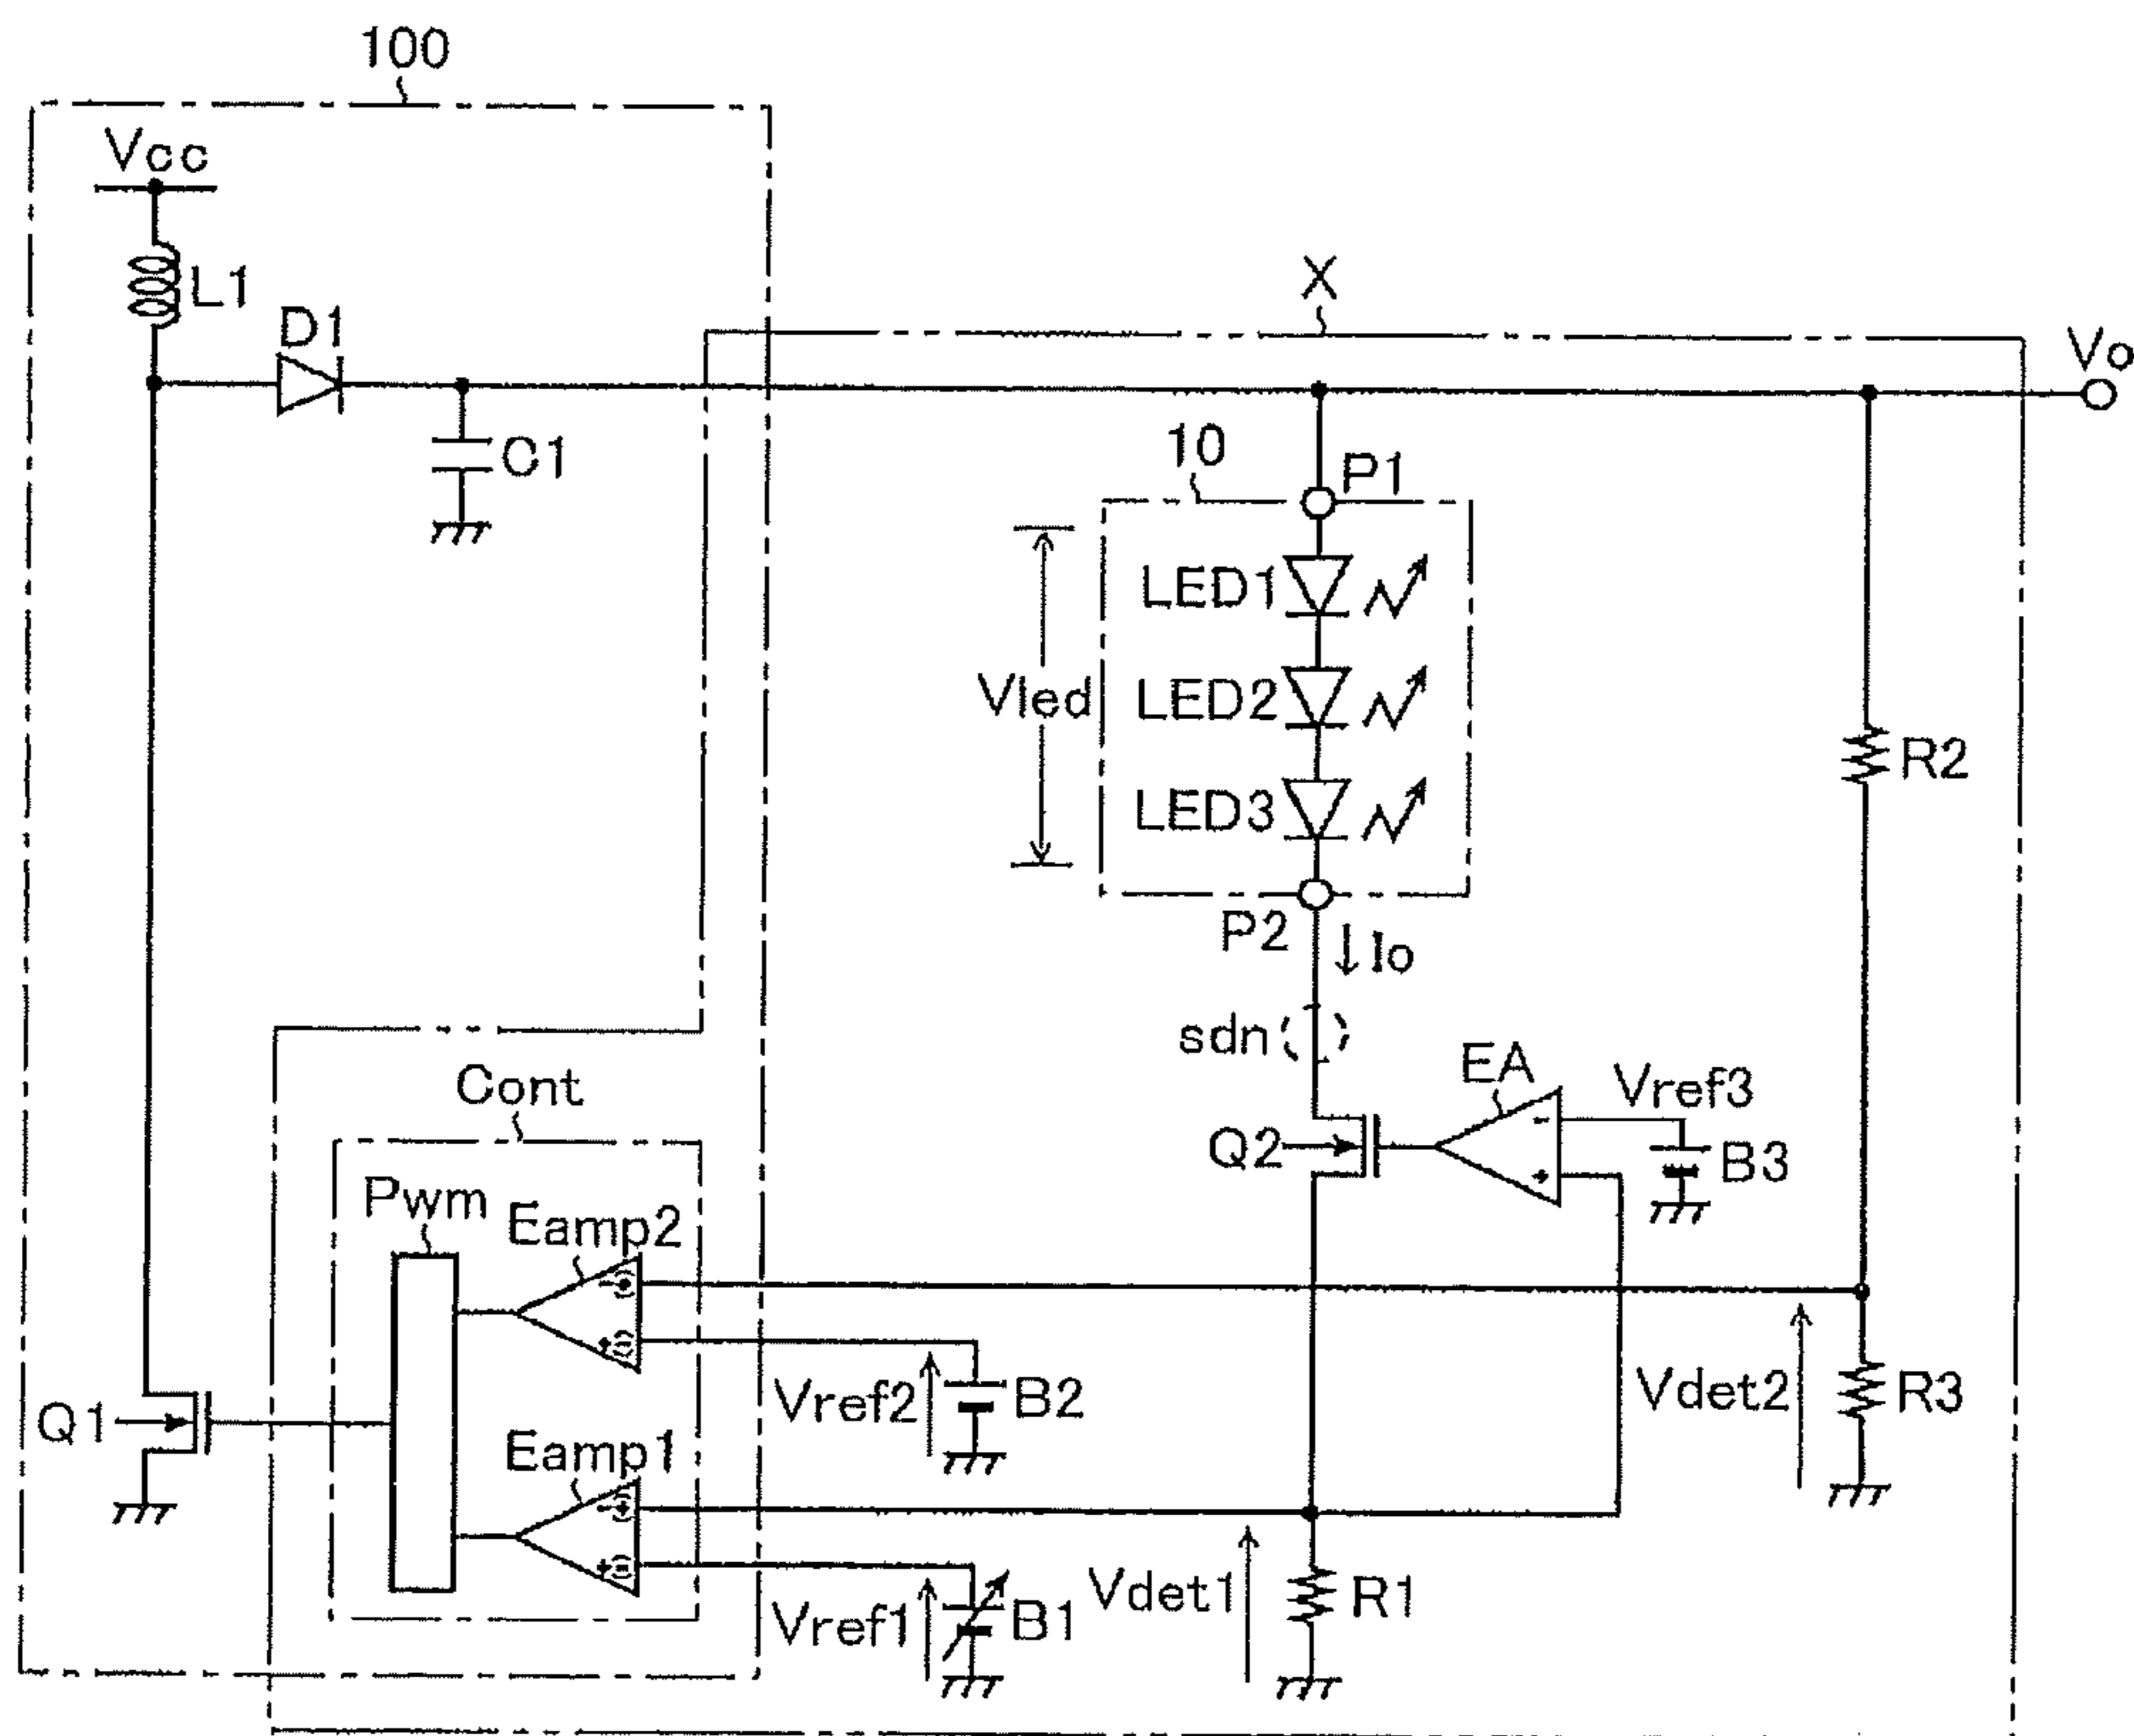 100
Vcc
L1
D1
C1
X
Vo
10
P1
LED1
LED2
LED3
Vled
P2
Io
sdn
R2
EA
Vref3
B3
Q2
Cont
Pwm
Eamp2
Eamp1
Q1
Vref2
B2
Vdet2
R3
Vref1
B1
Vdet1
R1